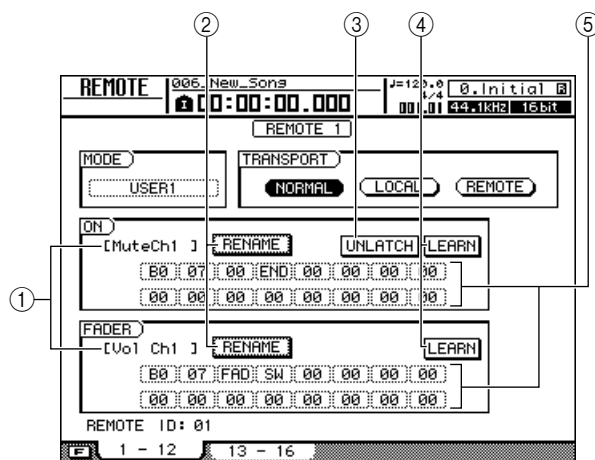 ② ③ ④ ⑤
REMOTE 006_New_Song ♩=120.0 4/4 0.Initial R
I 00:00:00.000 001.01 44.1kHz 16bit
REMOTE 1
MODE TRANSPORT
USER1 NORMAL LOCAL REMOTE
ON
[MuteCh1 ] RENAME UNLATCH LEARN
B0 07 00 END 00 00 00 00
00 00 00 00 00 00 00 00
①
FADER
[Vol Ch1 ] RENAME LEARN
B0 07 FAD SW 00 00 00 00
00 00 00 00 00 00 00 00
REMOTE ID: 01
F 1 - 12 13 - 16